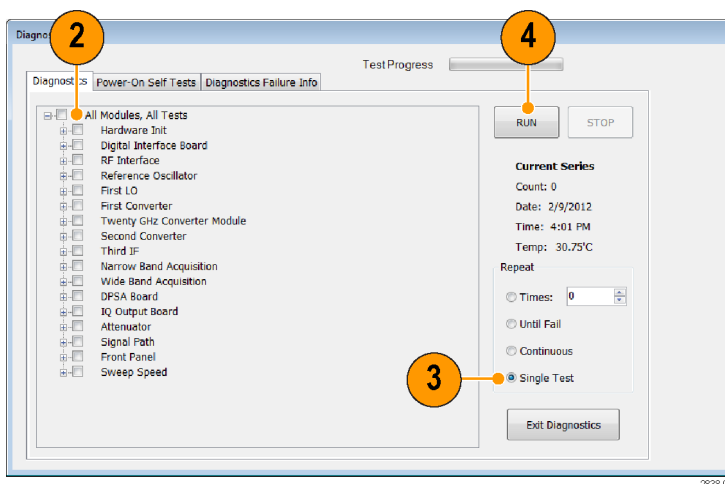 Diagno
2
4
Test Progress
Diagnostics Power-On Self Tests Diagnostics Failure Info
All Modules, All Tests
Hardware Init
Digital Interface Board
RF Interface
Reference Oscillator
First LO
First Converter
Twenty GHz Converter Module
Second Converter
Third IF
Narrow Band Acquisition
Wide Band Acquisition
DPSA Board
IQ Output Board
Attenuator
Signal Path
Front Panel
Sweep Speed
RUN STOP
Current Series
Count: 0
Date: 2/9/2012
Time: 4:01 PM
Temp: 30.75'C
Repeat
Times: 0
Until Fail
Continuous
3
Single Test
Exit Diagnostics